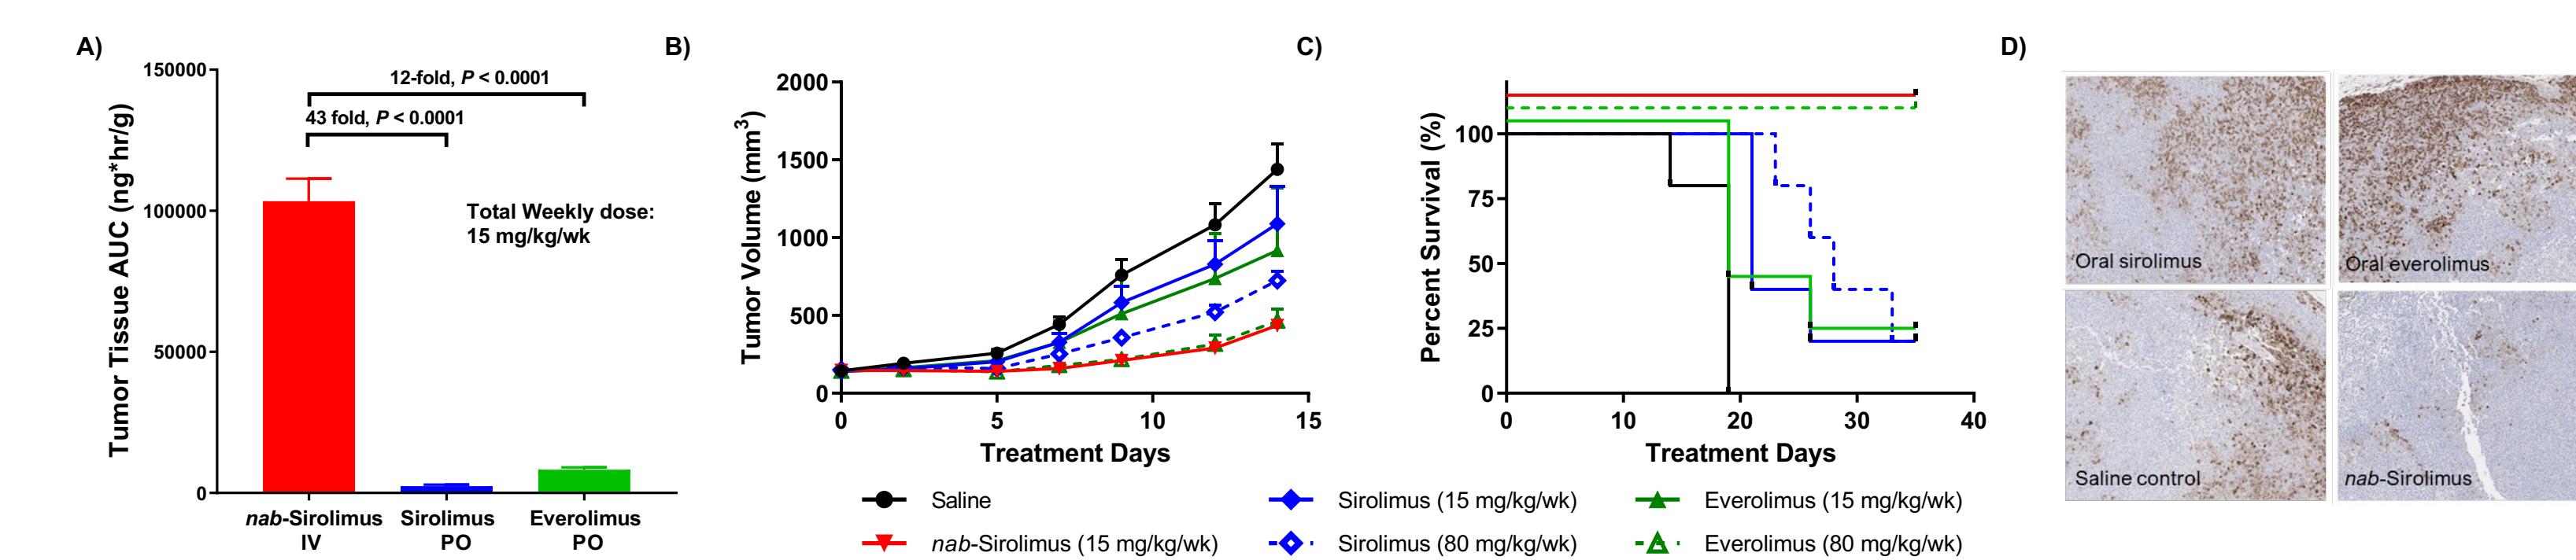 A)
150000
100000
50000
0
Tumor Tissue AUC (ng*hr/g)
12-fold, P < 0.0001
43 fold, P < 0.0001
Total Weekly dose:
15 mg/kg/wk
nab-Sirolimus
IV
Sirolimus
PO
Everolimus
PO
B)
2000
1500
1000
500
0
Tumor Volume (mm³)
0
5
10
15
Treatment Days
C)
100
75
50
25
0
Percent Survival (%)
0
10
20
30
40
Treatment Days
Saline
Sirolimus (15 mg/kg/wk)
Everolimus (15 mg/kg/wk)
nab-Sirolimus (15 mg/kg/wk)
Sirolimus (80 mg/kg/wk)
Everolimus (80 mg/kg/wk)
D)
Oral sirolimus
Oral everolimus
Saline control
nab-Sirolimus